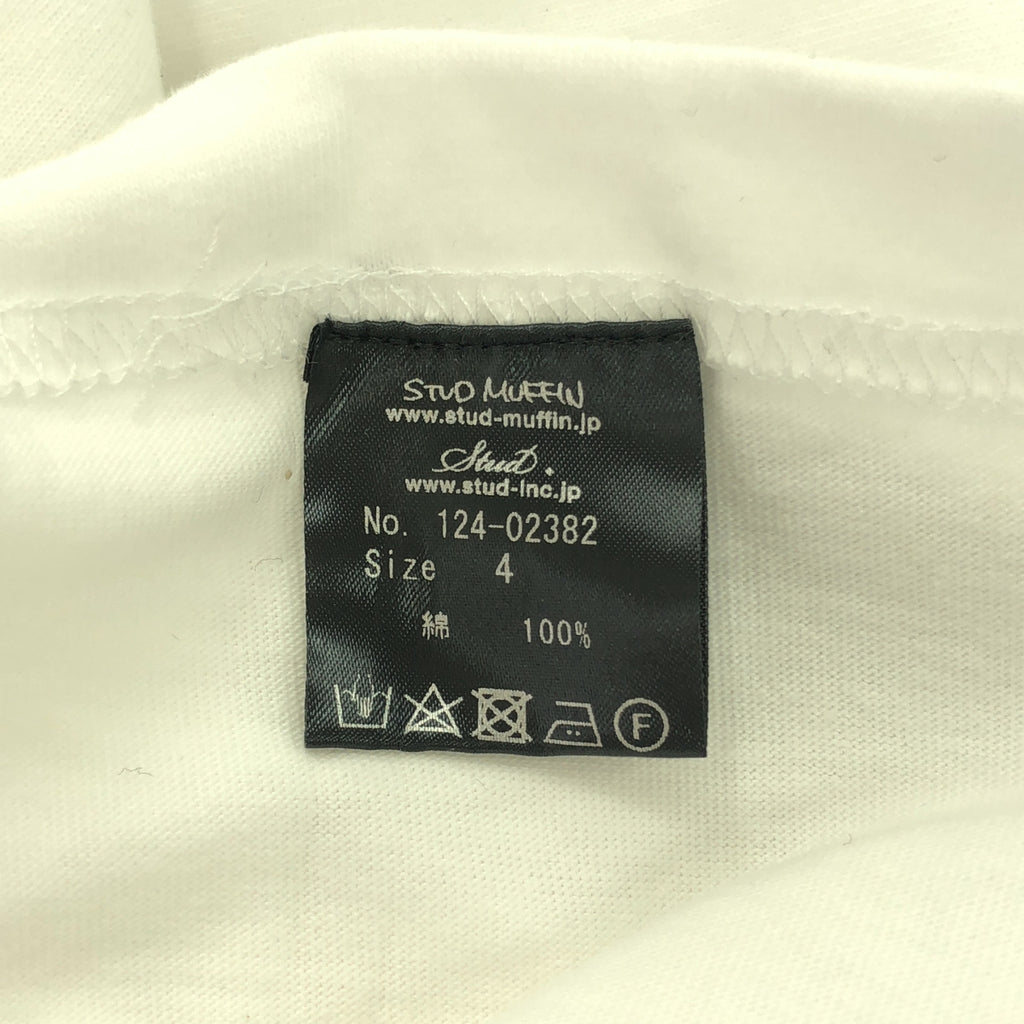 STUD MUFFIN
www.stud-muffin.jp
Stud.
www.stud-inc.jp
No. 124-02382
Size 4
綿 100%
F